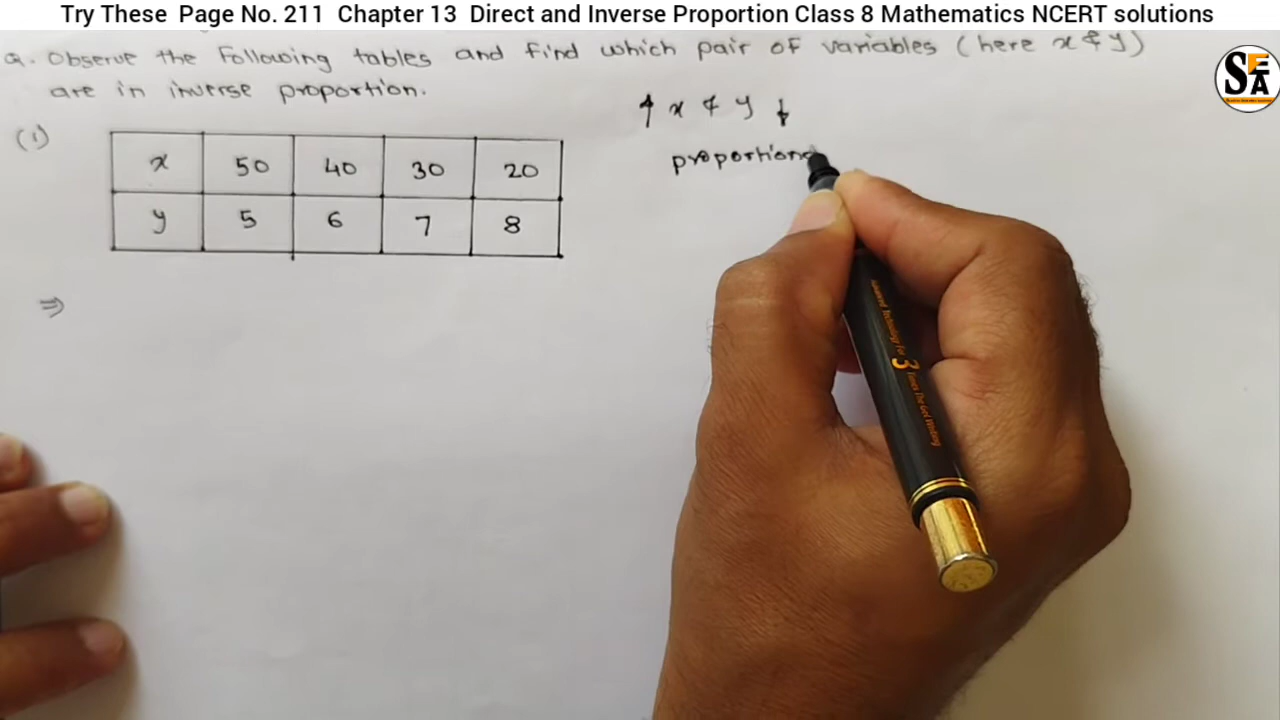 Try These Page No. 211 Chapter 13 Direct and Inverse Proportion Class 8 Mathematics NCERT solutions
Q. Observe the following tables and find which pair of variables (here x & y)
are in inverse proportion.
SFEA
↑ x & y ↓
proportiona
(i)
x 50 40 30 20
y 5 6 7 8
⇒
3